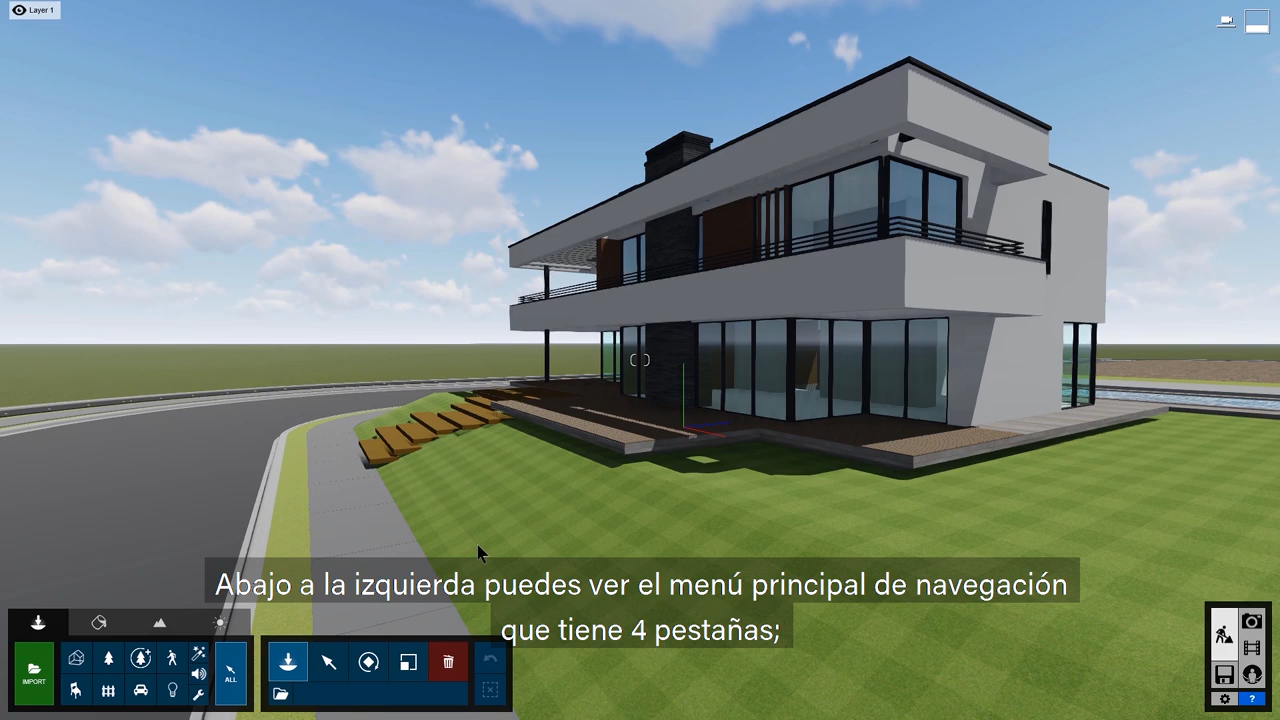 Layer 1
Abajo a la izquierda puedes ver el menú principal de navegación
que tiene 4 pestañas;
IMPORT
ALL
?